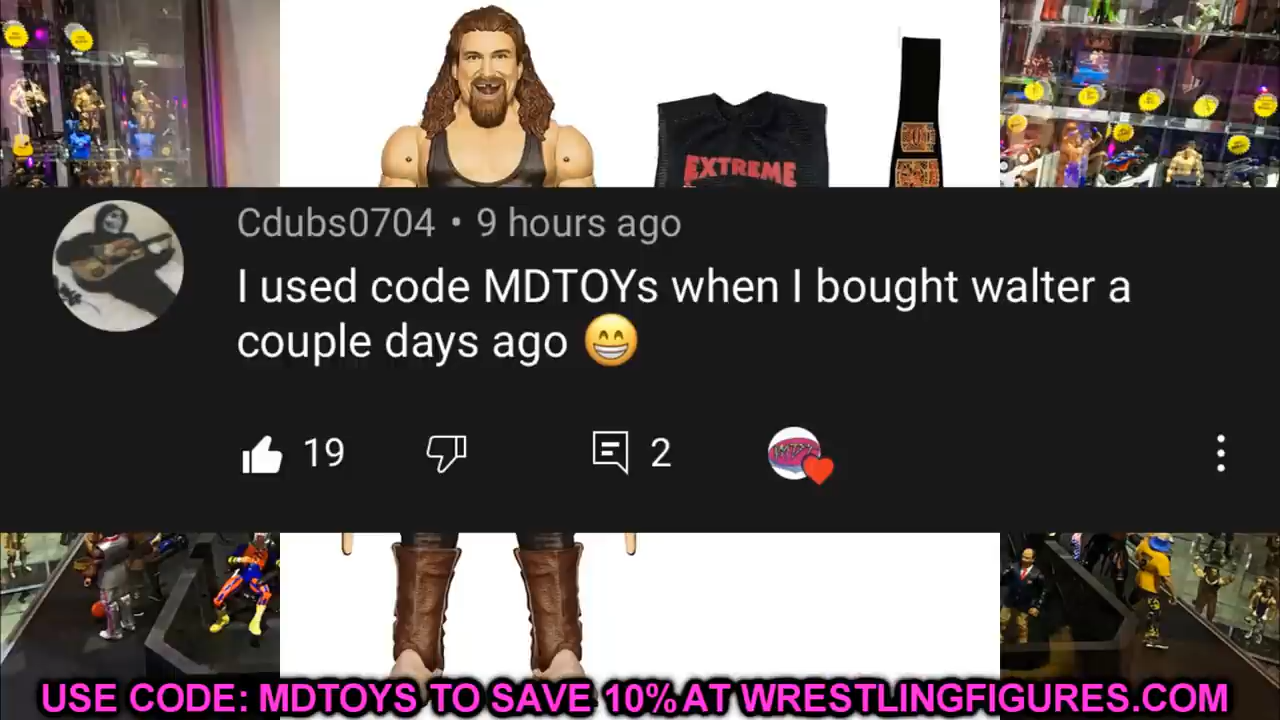 EXTREME
Cdubs0704 • 9 hours ago
I used code MDTOYs when I bought walter a
couple days ago 😁
19
2
USE CODE: MDTOYS TO SAVE 10% AT WRESTLINGFIGURES.COM